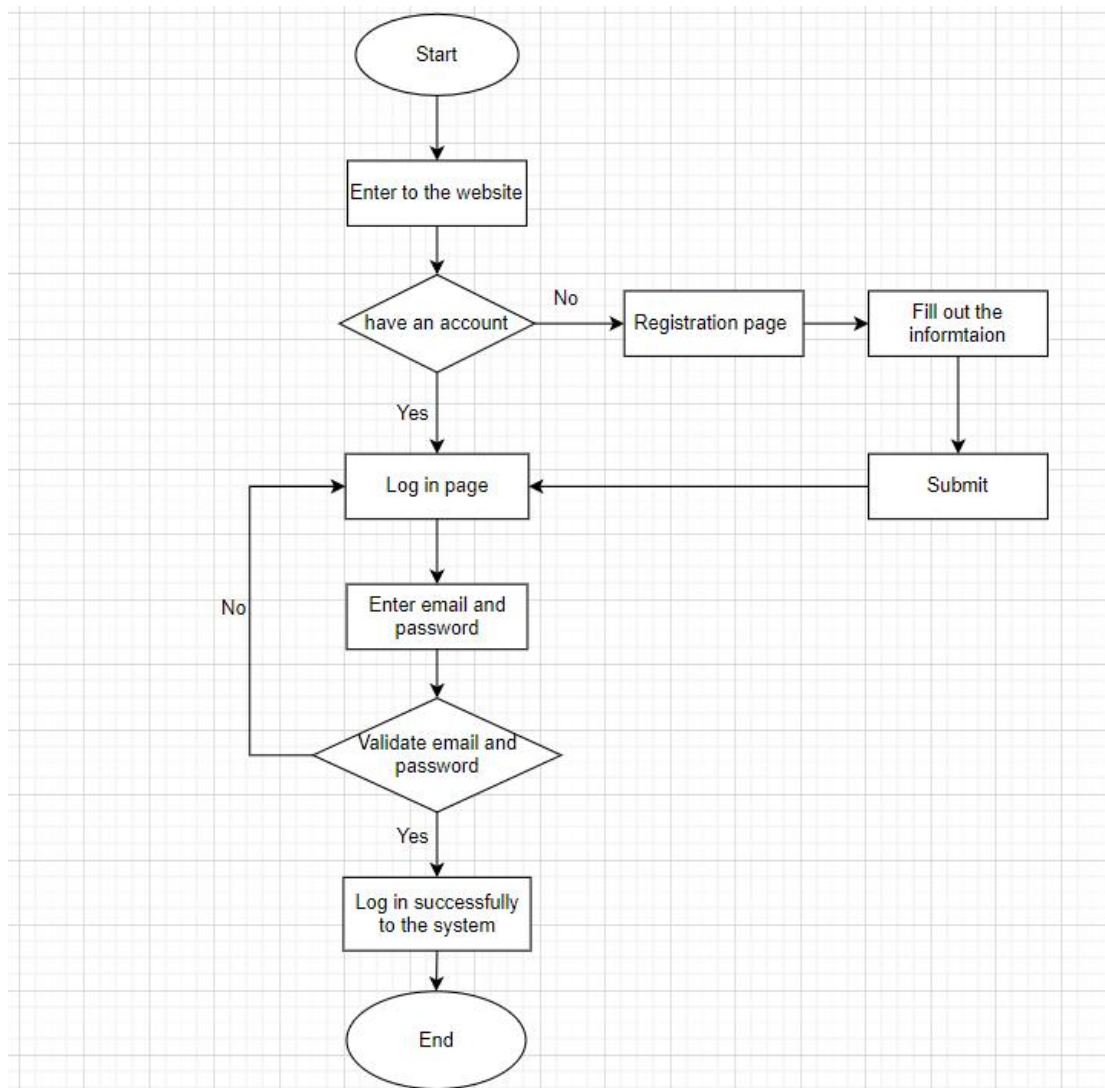 Start
Enter to the website
have an account
No
Registration page
Fill out the
informtaion
Yes
Log in page
Submit
Enter email and
password
No
Validate email and
password
Yes
Log in successfully
to the system
End